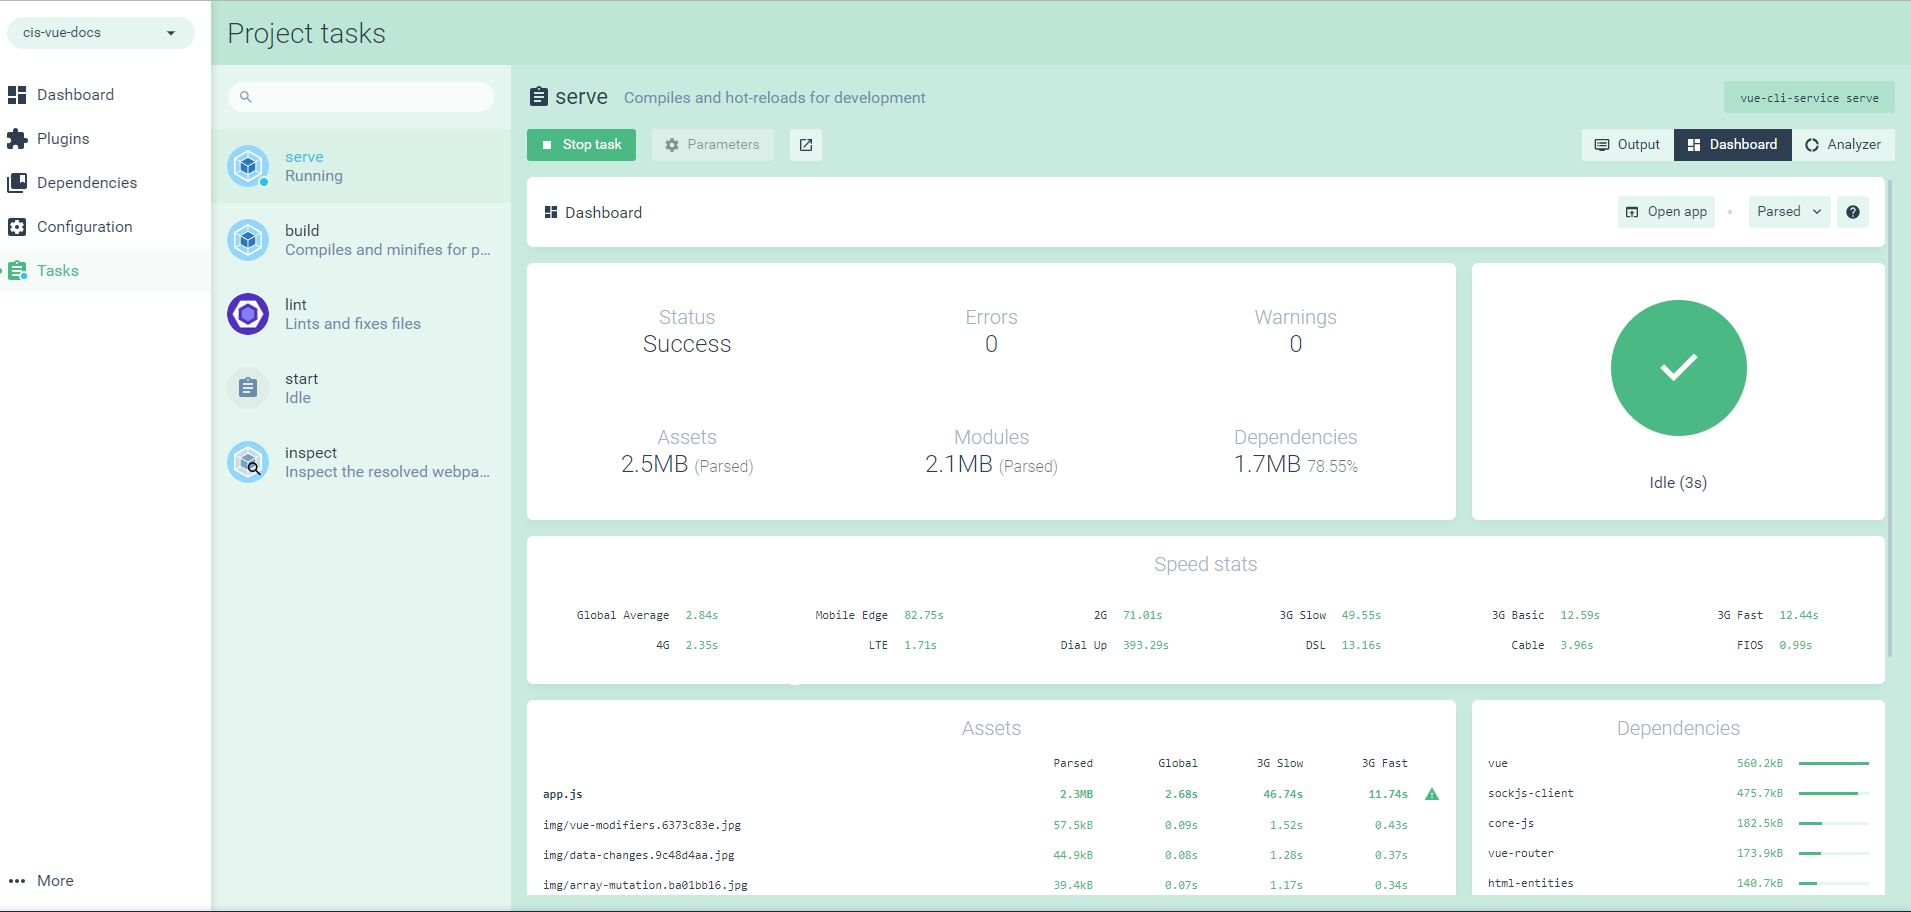 cis-vue-docs
Project tasks
Dashboard
Plugins
Dependencies
Configuration
Tasks
More
serve
Running
build
Compiles and minifies for p...
lint
Lints and fixes files
start
Idle
inspect
Inspect the resolved webpa...
serve Compiles and hot-reloads for development
vue-cli-service serve
Stop task Parameters
Output Dashboard Analyzer
Dashboard
Open app Parsed
Status Errors Warnings
Success 0 0
Assets Modules Dependencies
2.5MB (Parsed) 2.1MB (Parsed) 1.7MB 78.55%
Idle (3s)
Speed stats
Global Average 2.84s Mobile Edge 82.75s 2G 71.01s 3G Slow 49.55s 3G Basic 12.59s 3G Fast 12.44s
4G 2.35s LTE 1.71s Dial Up 393.29s DSL 13.16s Cable 3.96s FIOS 0.99s
Assets
Parsed Global 3G Slow 3G Fast
app.js 2.3MB 2.68s 46.74s 11.74s
img/vue-modifiers.6373c83e.jpg 57.5kB 0.09s 1.52s 0.43s
img/data-changes.9c48d4aa.jpg 44.9kB 0.08s 1.28s 0.37s
img/array-mutation.ba01bb16.jpg 39.4kB 0.07s 1.17s 0.34s
Dependencies
vue 560.2kB
sockjs-client 475.7kB
core-js 182.5kB
vue-router 173.9kB
html-entities 140.7kB